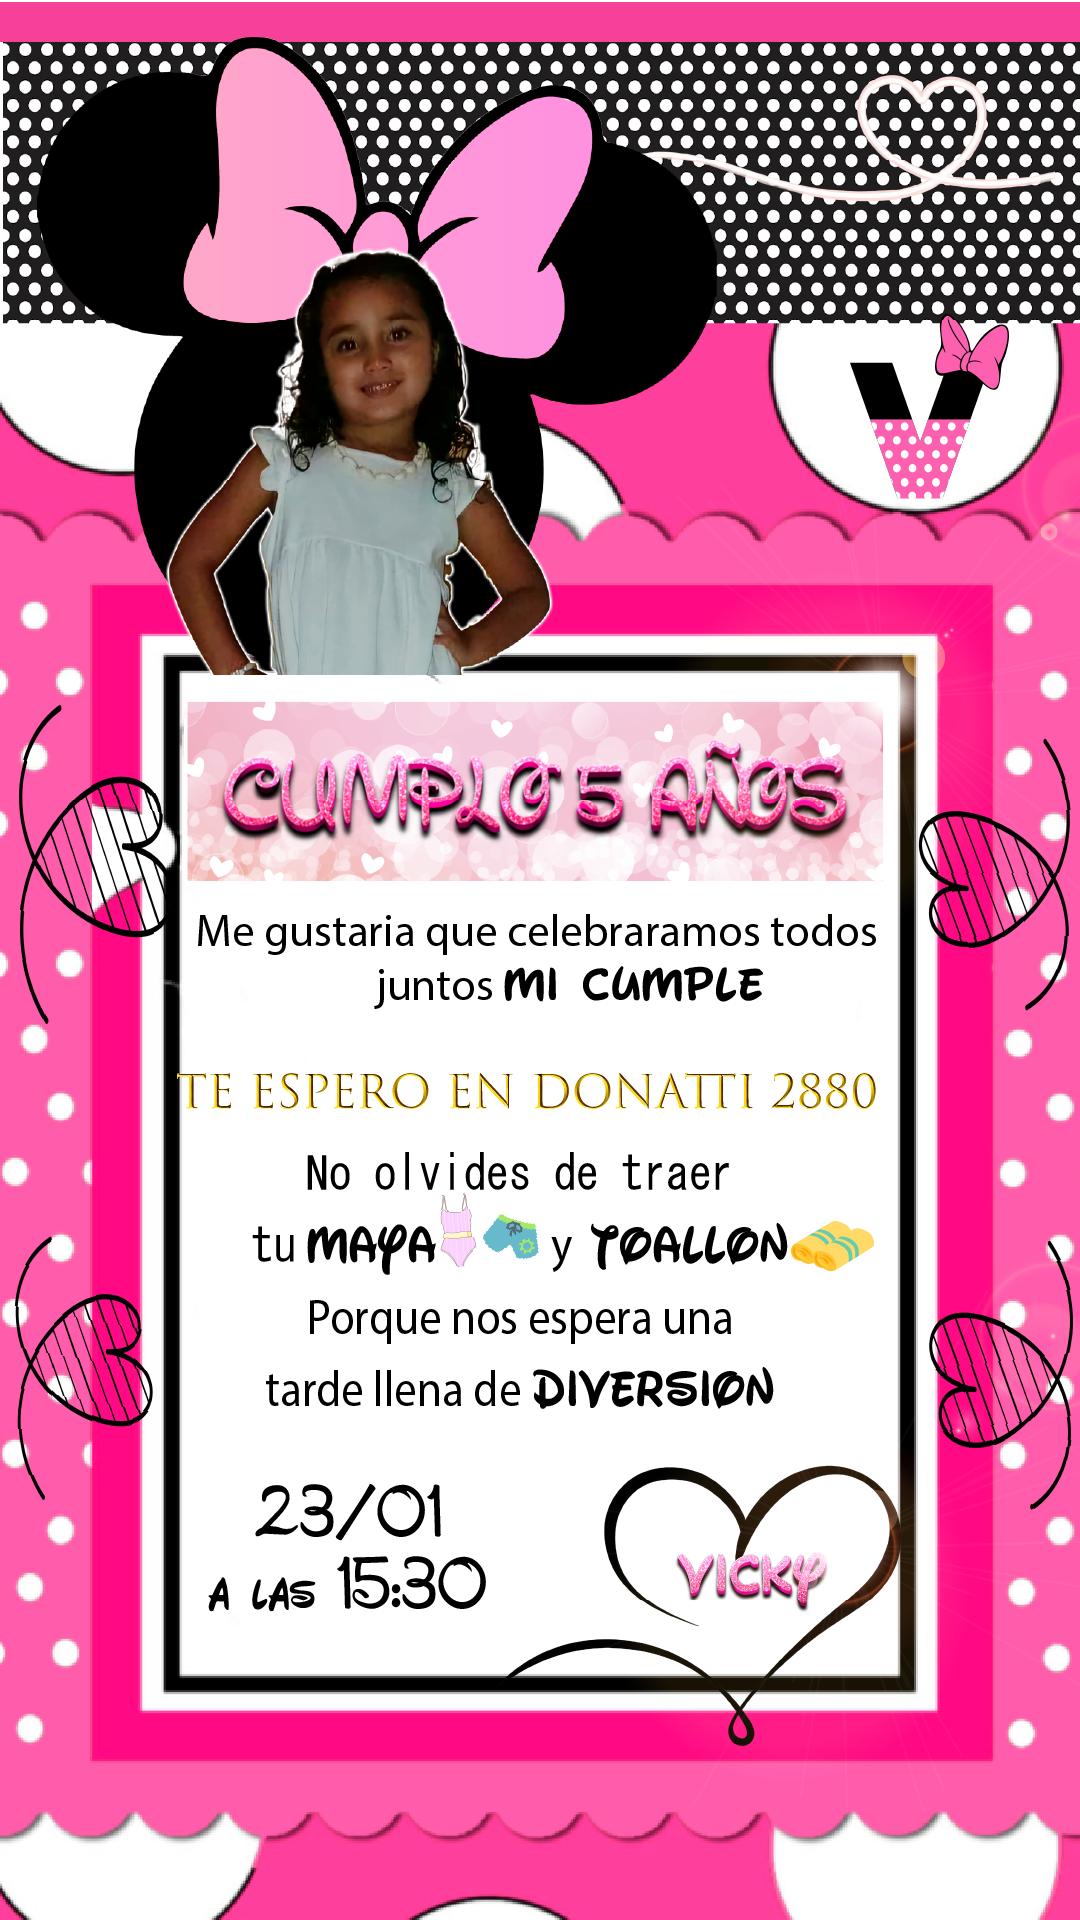 V
CUMPLO 5 AÑOS
Me gustaria que celebraramos todos
juntos MI CUMPLE
TE ESPERO EN DONATTI 2880
No olvides de traer
tu MAYA y TOALLON
Porque nos espera una
tarde llena de DIVERSION
23/01
A LAS 15:30
VICKY